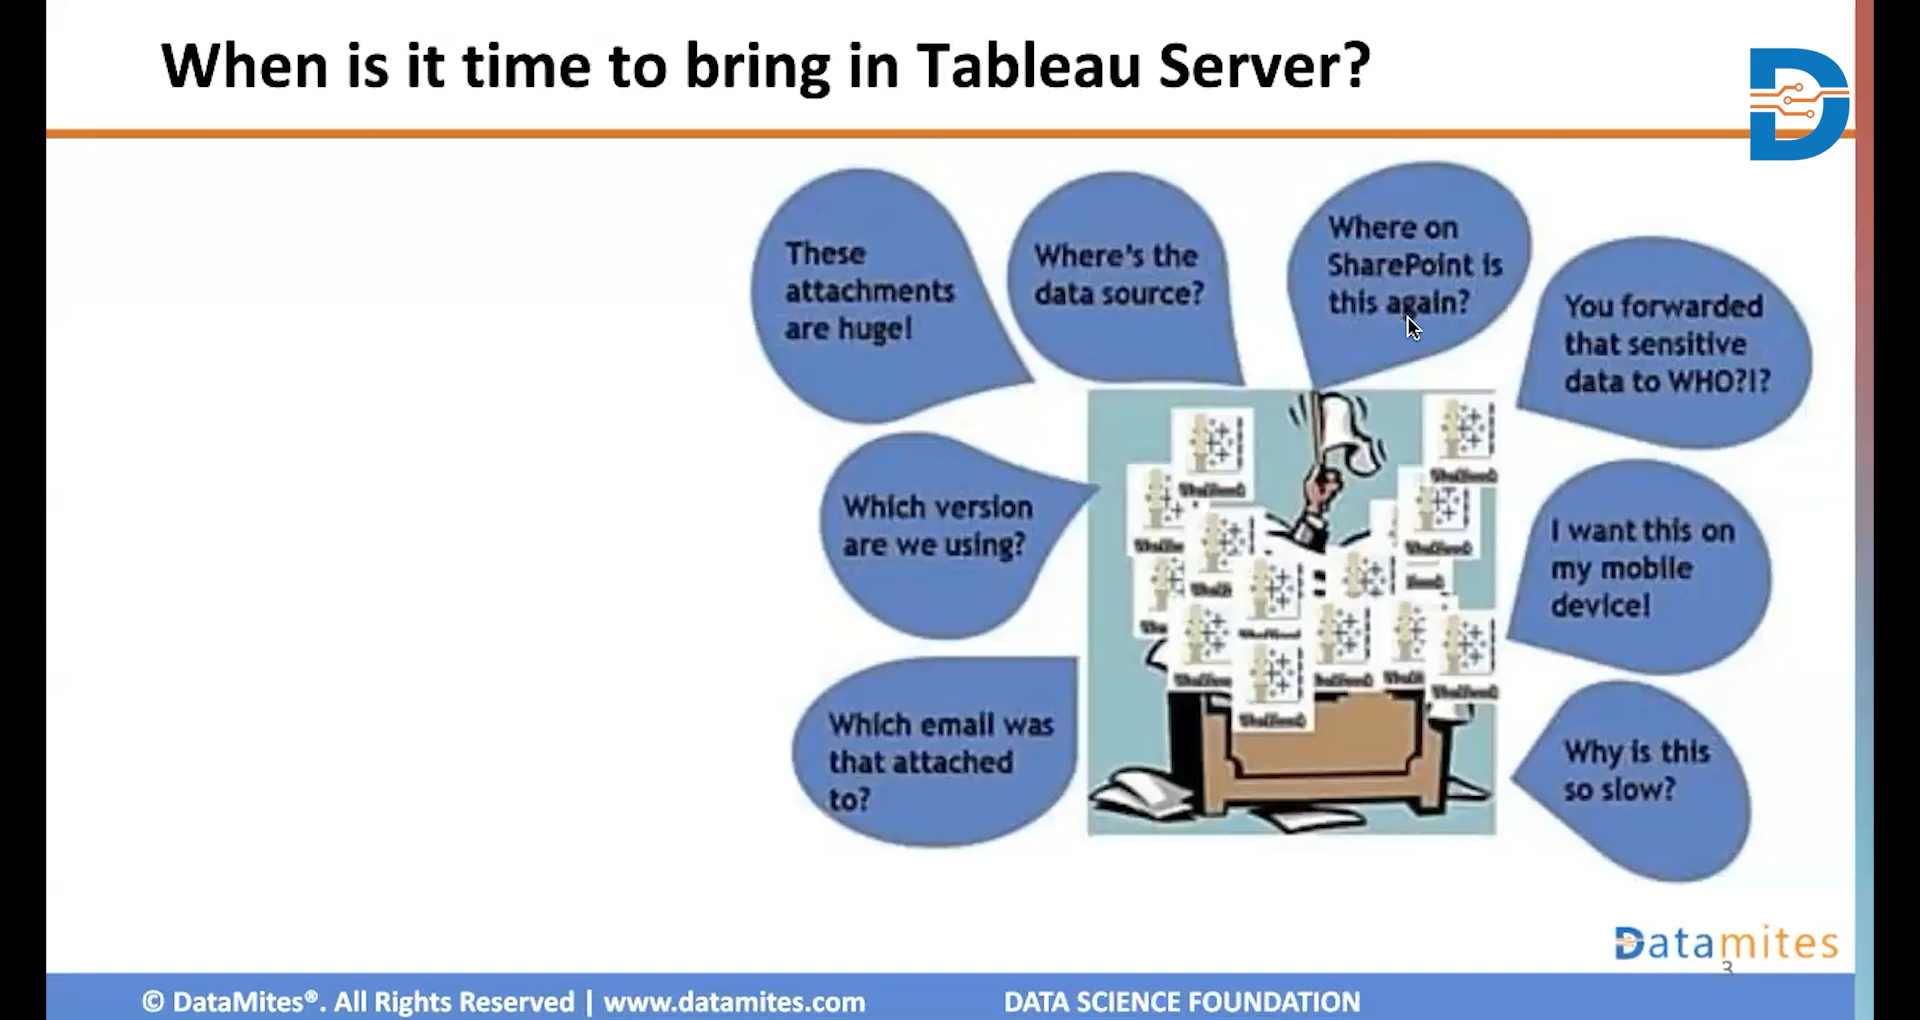 When is it time to bring in Tableau Server?
These
attachments
are huge!
Where's the
data source?
Where on
SharePoint is
this again?
You forwarded
that sensitive
data to WHO?!?
Which version
are we using?
I want this on
my mobile
device!
Which email was
that attached
to?
Why is this
so slow?
Datamites
3
© DataMites®. All Rights Reserved | www.datamites.com
DATA SCIENCE FOUNDATION